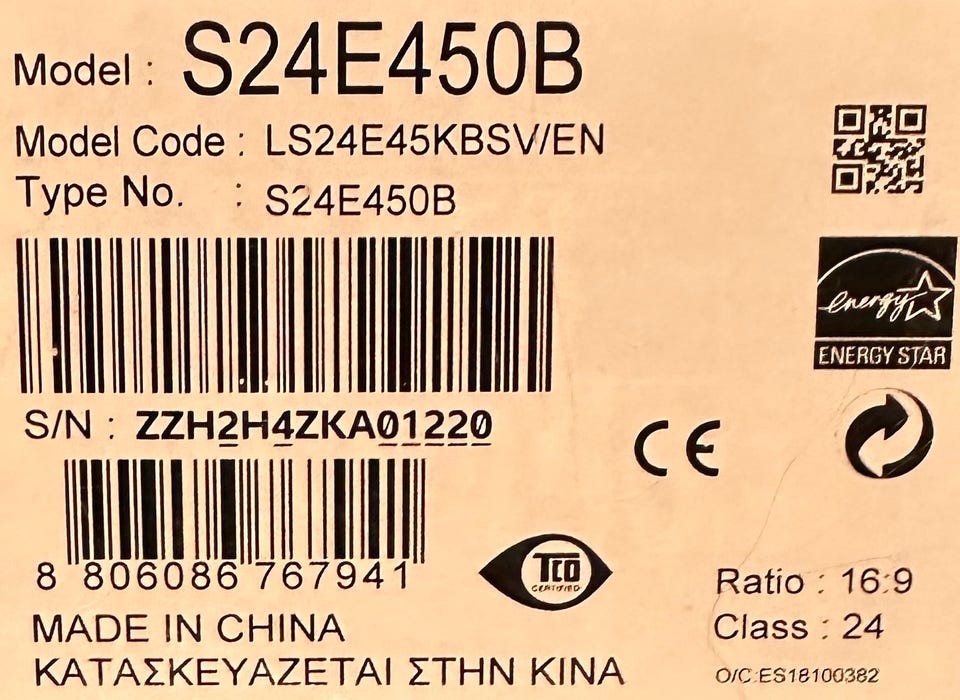 Model : S24E450B
Model Code : LS24E45KBSV/EN
Type No. : S24E450B
energy
ENERGY STAR
S/N : ZZH2H4ZKA01220
CE
8 806086 767941
TCO
CERTIFIED
Ratio : 16:9
Class : 24
MADE IN CHINA
ΚΑΤΑΣΚΕΥΑΖΕΤΑΙ ΣΤΗΝ ΚΙΝΑ
O/C:ES18100382